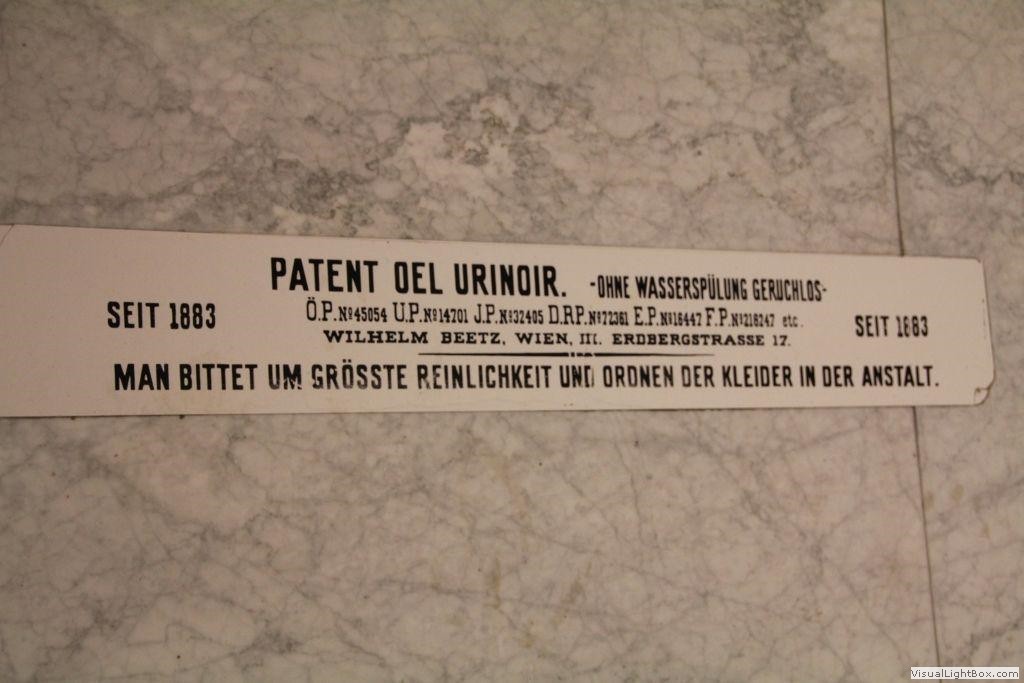 PATENT OEL URINOIR. -OHNE WASSERSPÜLUNG GERUCHLOS-
SEIT 1883 Ö.P.№45054 U.P.№14701 J.P.№32405 D.R.P.№72361 E.P.№16447 F.P.№216247 etc. SEIT 1883
WILHELM BEETZ, WIEN, III. ERDBERGSTRASSE 17.
MAN BITTET UM GRÖSSTE REINLICHKEIT UND ORDNEN DER KLEIDER IN DER ANSTALT.
VisualLightBox.com